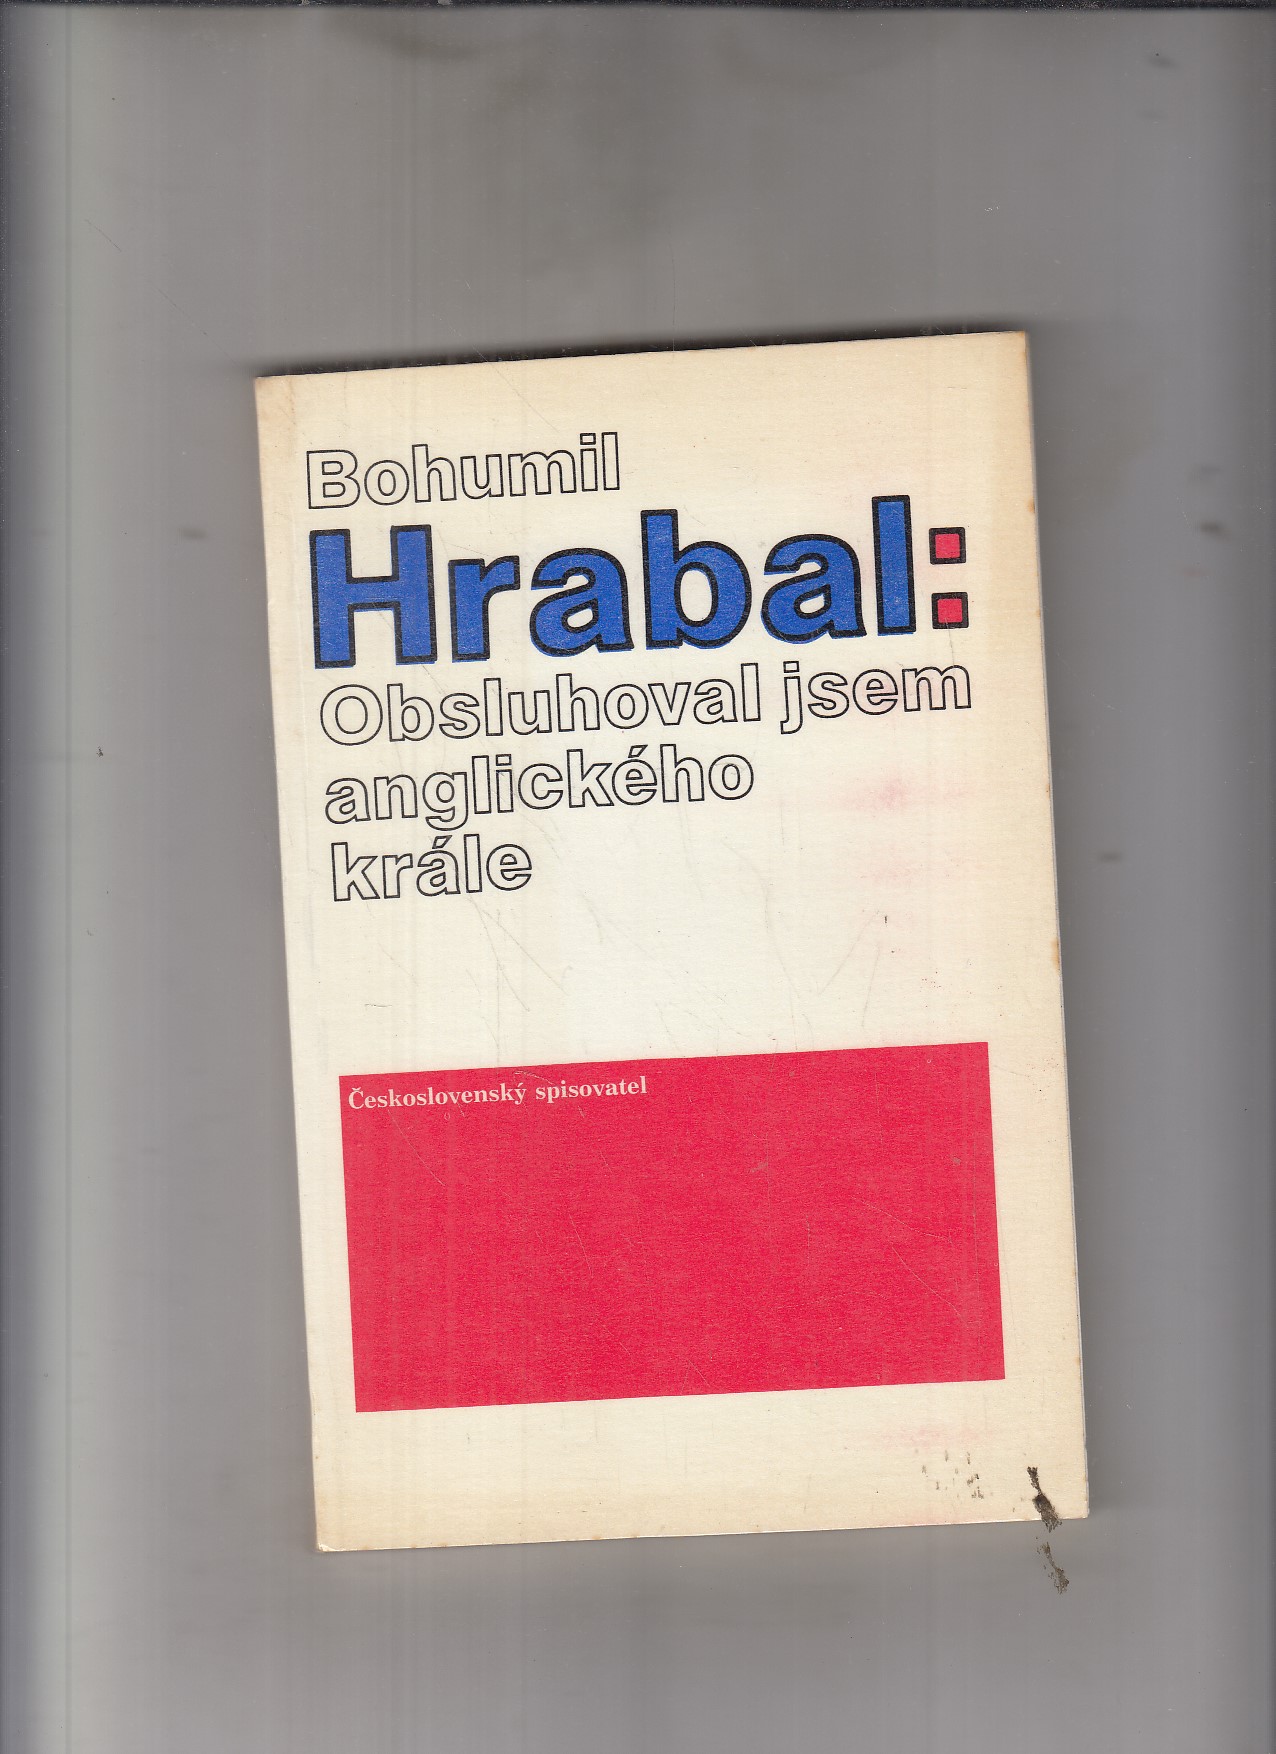 Bohumil
Hrabal:
Obsluhoval jsem
anglického
krále
Československý spisovatel